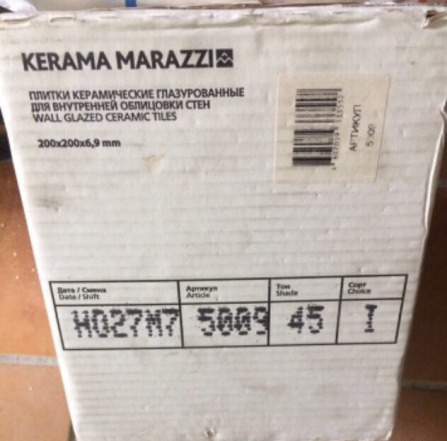 KERAMA MARAZZI
ПЛИТКИ КЕРАМИЧЕСКИЕ ГЛАЗУРОВАННЫЕ
ДЛЯ ВНУТРЕННЕЙ ОБЛИЦОВКИ СТЕН
WALL GLAZED CERAMIC TILES
200x200x6,9 mm
АРТИКУЛ
Дата / Смена
Date / Shift
Артикул
Article
Тон
Shade
Сорт
Choice
H027M7
5009
45
I